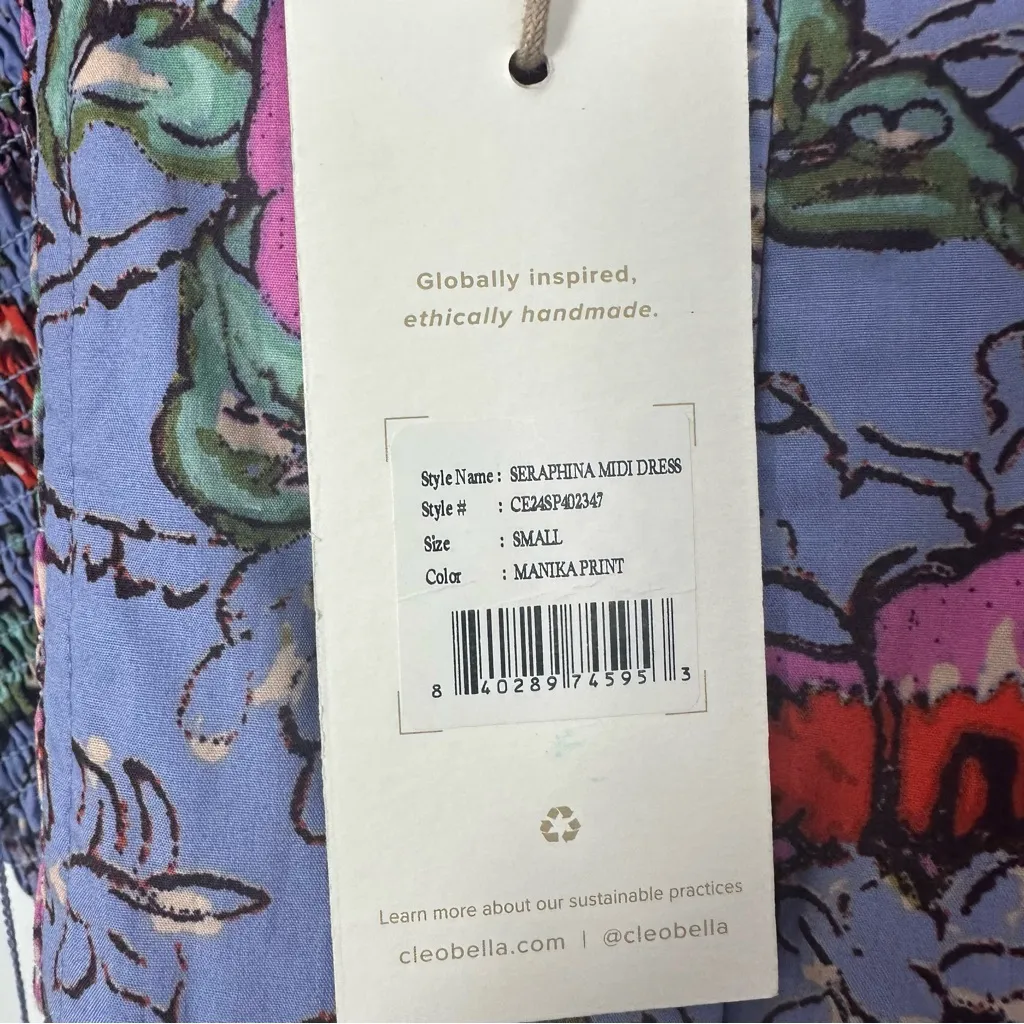 Globally inspired,
ethically handmade.
Style Name : SERAPHINA MIDI DRESS
Style # : CE24SP402347
Size : SMALL
Color : MANIKA PRINT
8 40289 74595 3
Learn more about our sustainable practices
cleobella.com | @cleobella